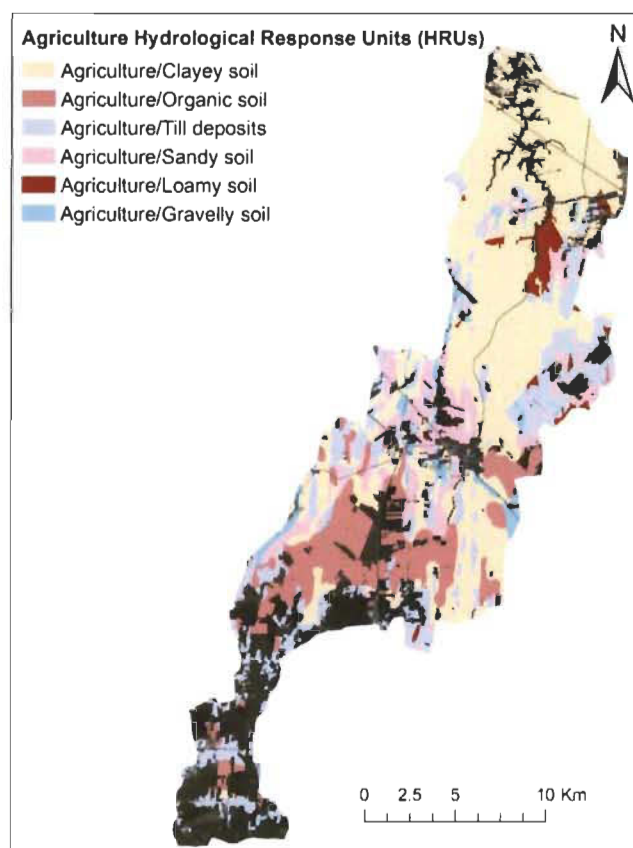 Agriculture Hydrological Response Units (HRUs)
N
Agriculture/Clayey soil
Agriculture/Organic soil
Agriculture/Till deposits
Agriculture/Sandy soil
Agriculture/Loamy soil
Agriculture/Gravelly soil
0 2.5 5 10 Km